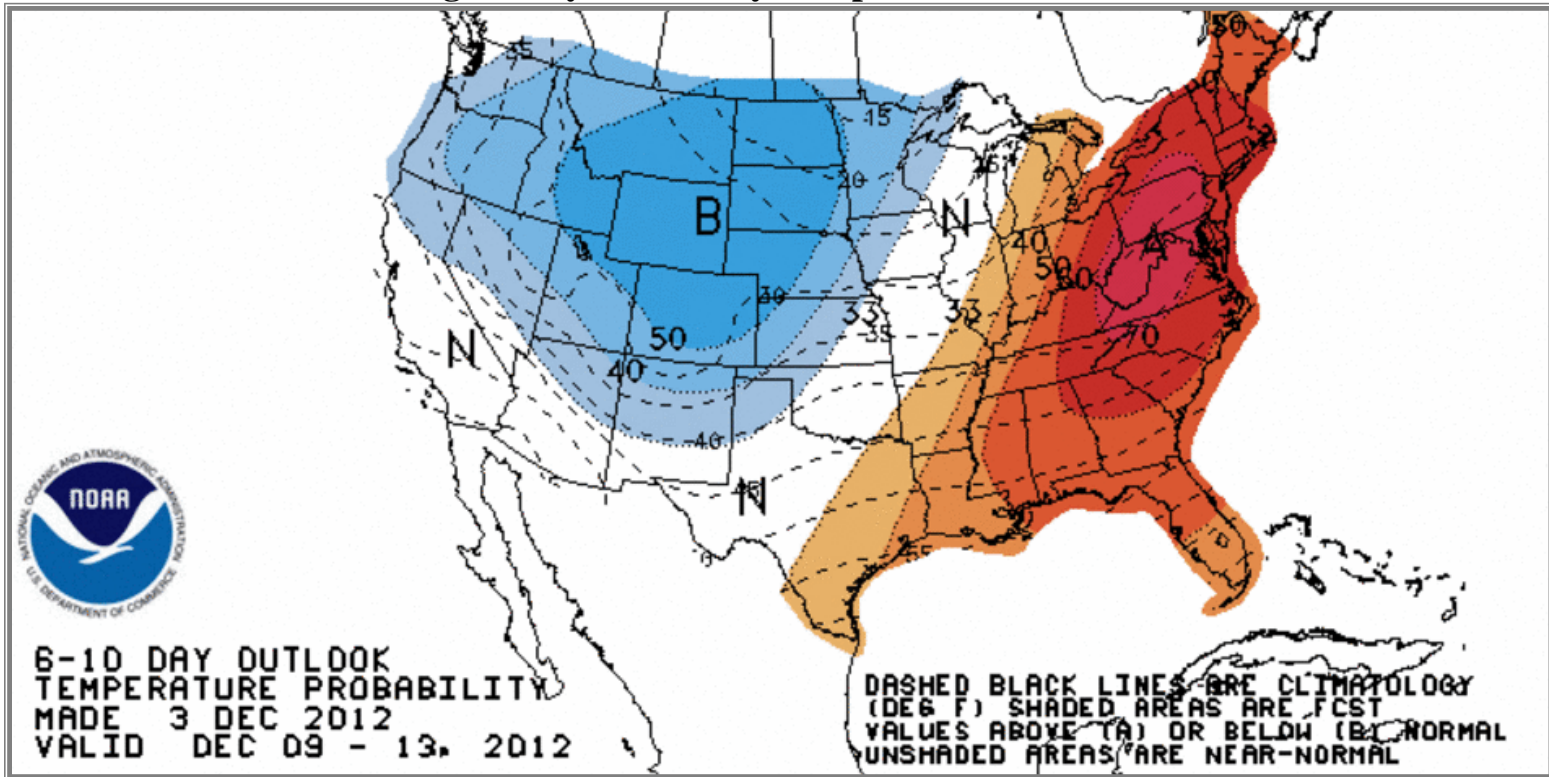 50
35
15
20
B
N
A
40
50
60
30
33
33
35
70
50
40
N
40
N
NOAA
NATIONAL OCEANIC AND ATMOSPHERIC ADMINISTRATION
U.S. DEPARTMENT OF COMMERCE
6-10 DAY OUTLOOK
TEMPERATURE PROBABILITY
MADE 3 DEC 2012
VALID DEC 09 - 13, 2012
DASHED BLACK LINES ARE CLIMATOLOGY
(DEG F) SHADED AREAS ARE FCST
VALUES ABOVE (A) OR BELOW (B) NORMAL
UNSHADED AREAS ARE NEAR-NORMAL